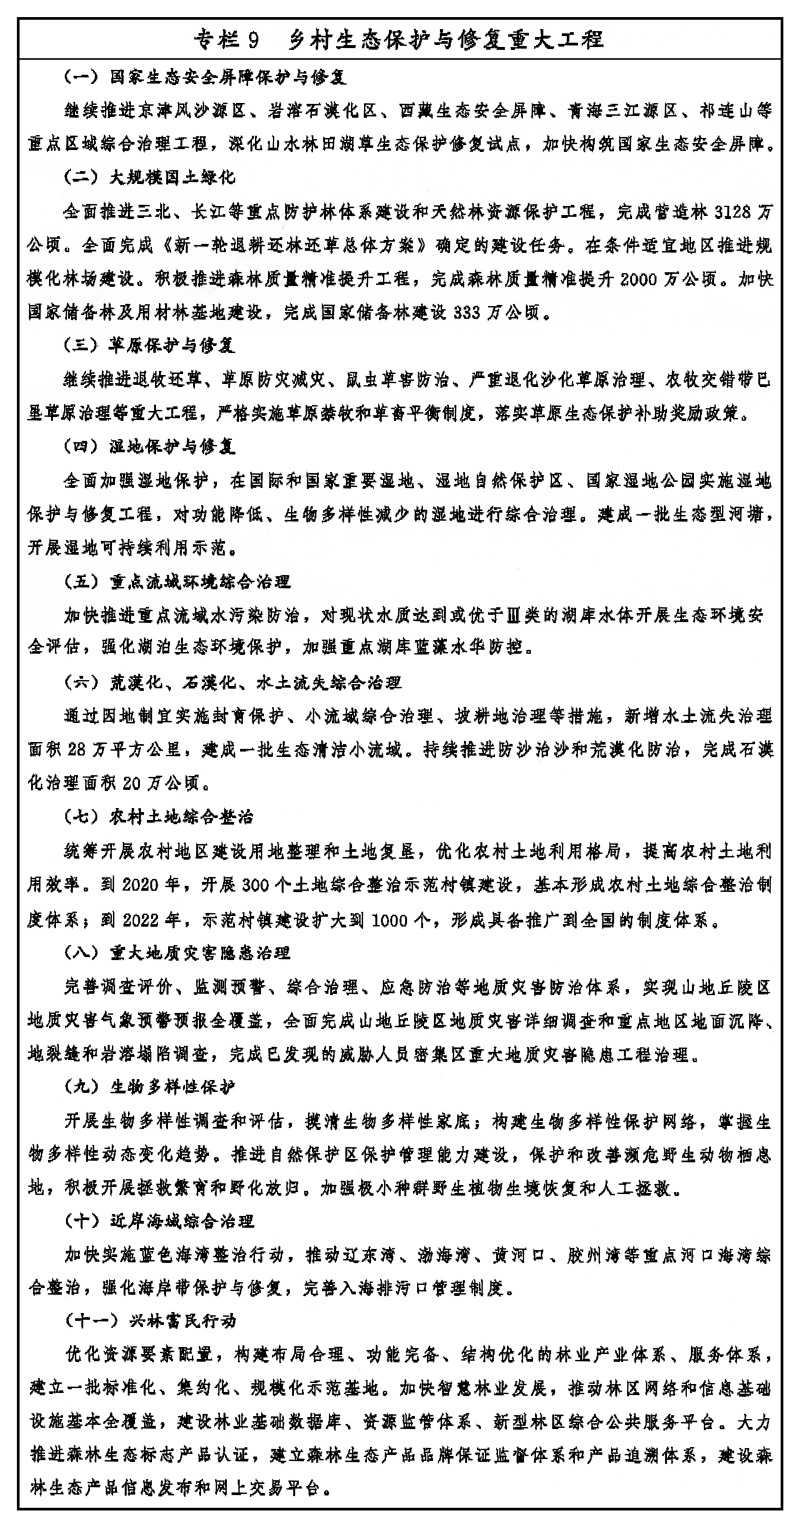 专栏 9 乡村生态保护与修复重大工程
（一）国家生态安全屏障保护与修复
继续推进京津风沙源区、岩溶石漠化区、西藏生态安全屏障、青海三江源区、祁连山等
重点区域综合治理工程，深化山水林田湖草生态保护修复试点，加快构筑国家生态安全屏障。
（二）大规模国土绿化
全面推进三北、长江等重点防护林体系建设和天然林资源保护工程，完成营造林 3128 万
公顷。全面完成《新一轮退耕还林还草总体方案》确定的建设任务。在条件适宜地区推进规
模化林场建设。积极推进森林质量精准提升工程，完成森林质量精准提升 2000 万公顷。加快
国家储备林及用材林基地建设，完成国家储备林建设 333 万公顷。
（三）草原保护与修复
继续推进退牧还草、草原防灾减灾、鼠虫草害防治、严重退化沙化草原治理、农牧交错带已
垦草原治理等重大工程，严格实施草原禁牧和草畜平衡制度，落实草原生态保护补助奖励政策。
（四）湿地保护与修复
全面加强湿地保护，在国际和国家重要湿地、湿地自然保护区、国家湿地公园实施湿地
保护与修复工程，对功能降低、生物多样性减少的湿地进行综合治理。建成一批生态型河塘，
开展湿地可持续利用示范。
（五）重点流域环境综合治理
加快推进重点流域水污染防治，对现状水质达到或优于Ⅲ类的湖库水体开展生态环境安
全评估，强化湖泊生态环境保护，加强重点湖库蓝藻水华防控。
（六）荒漠化、石漠化、水土流失综合治理
通过因地制宜实施封育保护、小流域综合治理、坡耕地治理等措施，新增水土流失治理
面积 28 万平方公里，建成一批生态清洁小流域。持续推进防沙治沙和荒漠化防治，完成石漠
化治理面积 20 万公顷。
（七）农村土地综合整治
统筹开展农村地区建设用地整理和土地复垦，优化农村土地利用格局，提高农村土地利
用效率。到 2020 年，开展 300 个土地综合整治示范村镇建设，基本形成农村土地综合整治制
度体系；到 2022 年，示范村镇建设扩大到 1000 个，形成具备推广到全国的制度体系。
（八）重大地质灾害隐患治理
完善调查评价、监测预警、综合治理、应急防治等地质灾害防治体系，实现山地丘陵区
地质灾害气象预警预报全覆盖，全面完成山地丘陵区地质灾害详细调查和重点地区地面沉降、
地裂缝和岩溶塌陷调查，完成已发现的威胁人员密集区重大地质灾害隐患工程治理。
（九）生物多样性保护
开展生物多样性调查和评估，摸清生物多样性家底；构建生物多样性保护网络，掌握生
物多样性动态变化趋势。推进自然保护区保护管理能力建设，保护和改善濒危野生动物栖息
地，积极开展拯救繁育和野化放归。加强极小种群野生植物生境恢复和人工拯救。
（十）近岸海域综合治理
加快实施蓝色海湾整治行动，推动辽东湾、渤海湾、黄河口、胶州湾等重点河口海湾综
合整治，强化海岸带保护与修复，完善入海排污口管理制度。
（十一）兴林富民行动
优化资源要素配置，构建布局合理、功能完备、结构优化的林业产业体系、服务体系，
建立一批标准化、集约化、规模化示范基地。加快智慧林业发展，推动林区网络和信息基础
设施基本全覆盖，建设林业基础数据库、资源监管体系、新型林区综合公共服务平台。大力
推进森林生态标志产品认证，建立森林生态产品品牌保证监督体系和产品追溯体系，建设森
林生态产品信息发布和网上交易平台。